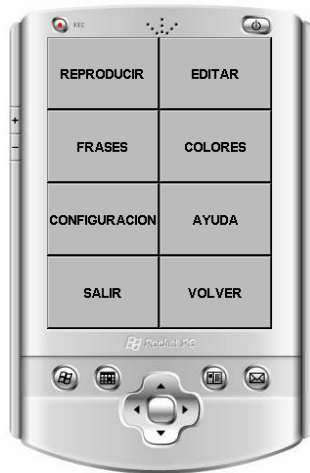 REC
REPRODUCIR EDITAR
FRASES COLORES
CONFIGURACION AYUDA
SALIR VOLVER
Pocket PC